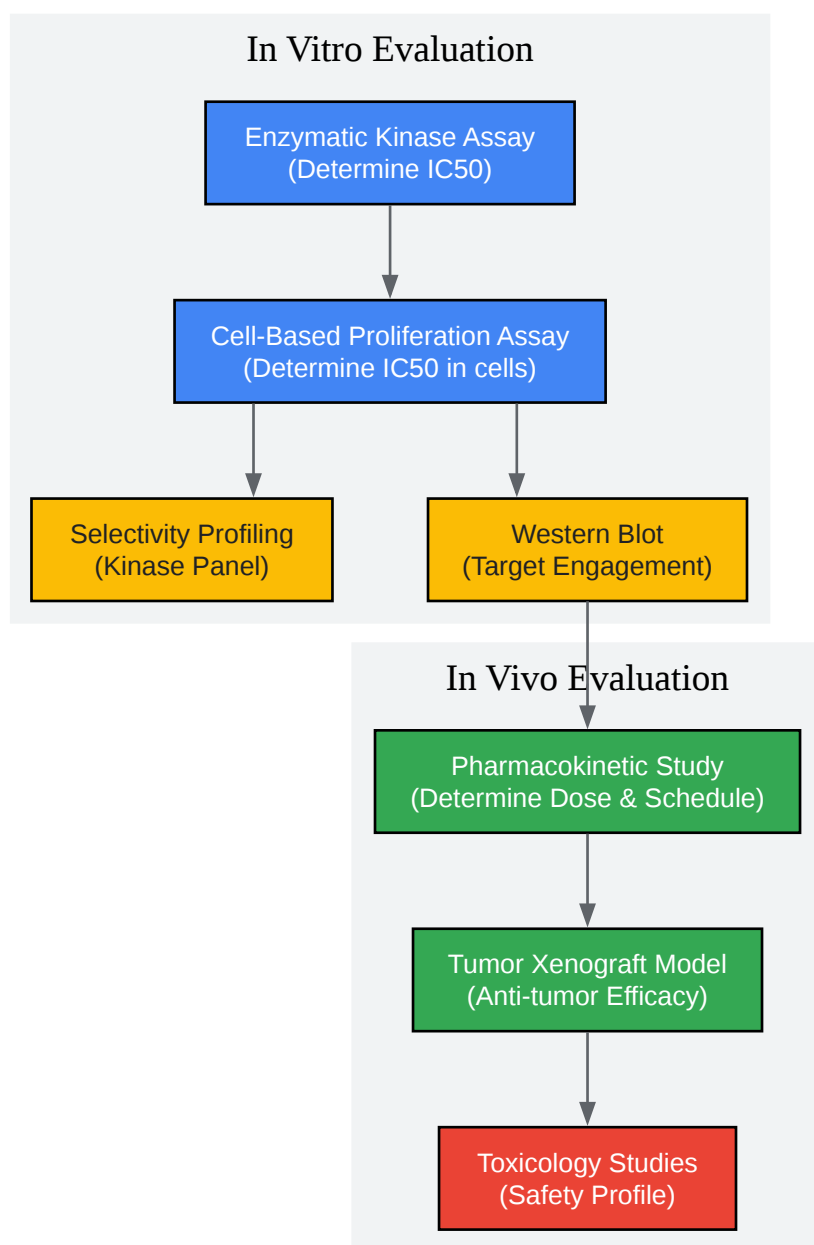 In Vitro Evaluation
Enzymatic Kinase Assay
(Determine IC50)
Cell-Based Proliferation Assay
(Determine IC50 in cells)
Selectivity Profiling
(Kinase Panel)
Western Blot
(Target Engagement)
In Vivo Evaluation
Pharmacokinetic Study
(Determine Dose & Schedule)
Tumor Xenograft Model
(Anti-tumor Efficacy)
Toxicology Studies
(Safety Profile)